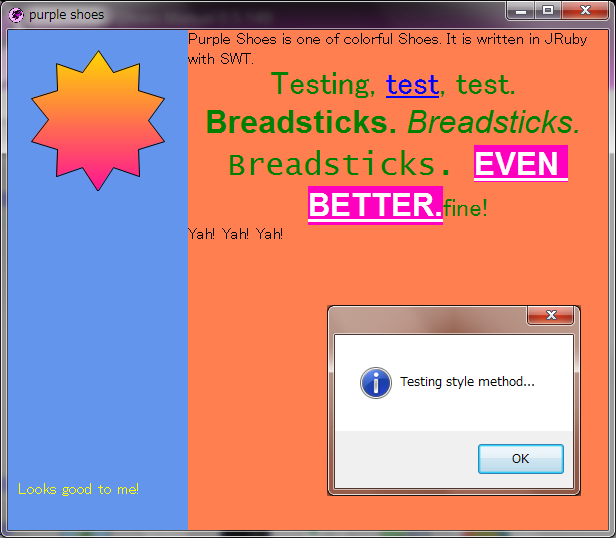 purple shoes
Purple Shoes is one of colorful Shoes. It is written in JRuby
with SWT.
Testing, test, test.
Breadsticks. Breadsticks.
Breadsticks. EVEN
BETTER.fine!
Yah! Yah! Yah!
Testing style method...
OK
Looks good to me!